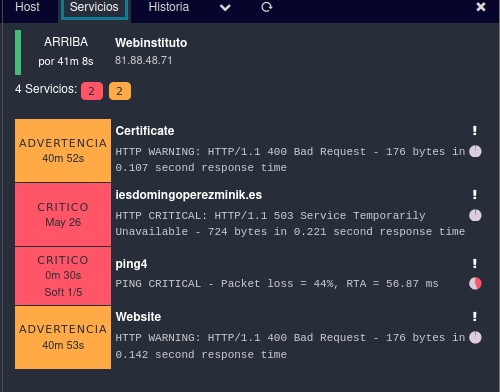 Host Servicios Historia
ARRIBA Webinstituto
por 41m 8s 81.88.48.71
4 Servicios: 2 2
Certificate
ADVERTENCIA HTTP WARNING: HTTP/1.1 400 Bad Request - 176 bytes in
40m 52s 0.107 second response time
iesdomingoperezminik.es
CRITICO HTTP CRITICAL: HTTP/1.1 503 Service Temporarily
May 26 Unavailable - 724 bytes in 0.221 second response time
CRITICO ping4
0m 30s PING CRITICAL - Packet loss = 44%, RTA = 56.87 ms
Soft 1/5
Website
ADVERTENCIA HTTP WARNING: HTTP/1.1 400 Bad Request - 176 bytes in
40m 53s 0.142 second response time